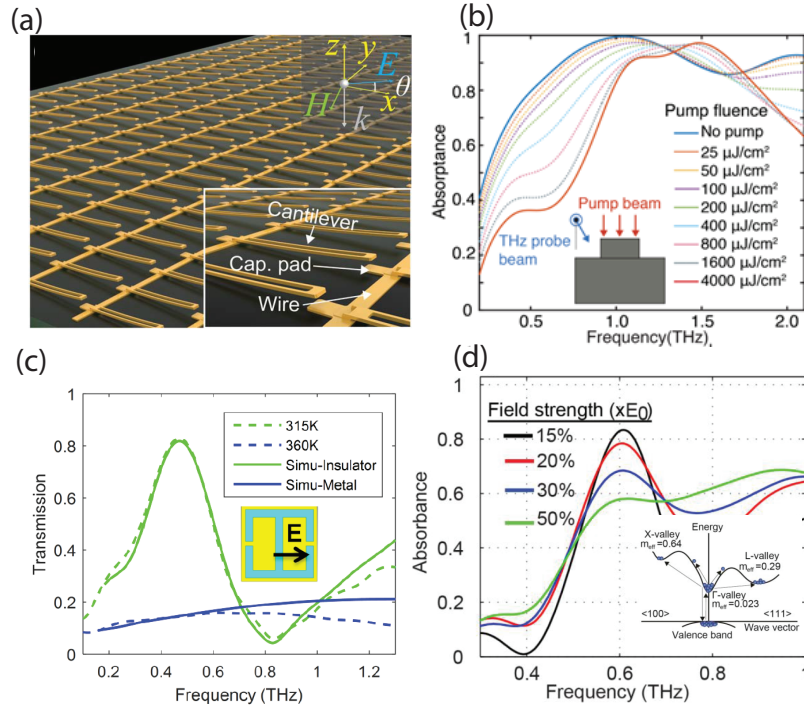 (a)
z
y
E
θ
H
x
k
Cantilever
Cap. pad
Wire
(b)
Absorptance
1
0.8
0.6
0.4
0.2
0
0.5
1.0
1.5
2.0
Frequency(THz)
Pump fluence
No pump
25 μJ/cm²
50 μJ/cm²
100 μJ/cm²
200 μJ/cm²
400 μJ/cm²
800 μJ/cm²
1600 μJ/cm²
4000 μJ/cm²
Pump beam
THz probe
beam
(c)
Transmission
1
0.8
0.6
0.4
0.2
0
0.2
0.4
0.6
0.8
1
1.2
Frequency (THz)
315K
360K
Simu-Insulator
Simu-Metal
E
(d)
Absorbance
1
0.8
0.6
0.4
0.2
0
0.4
0.6
0.8
1
Frequency (THz)
Field strength (xE0)
15%
20%
30%
50%
Energy
X-valley
meff=0.64
L-valley
meff=0.29
Γ-valley
meff=0.023
<100>
<111>
Valence band
Wave vector